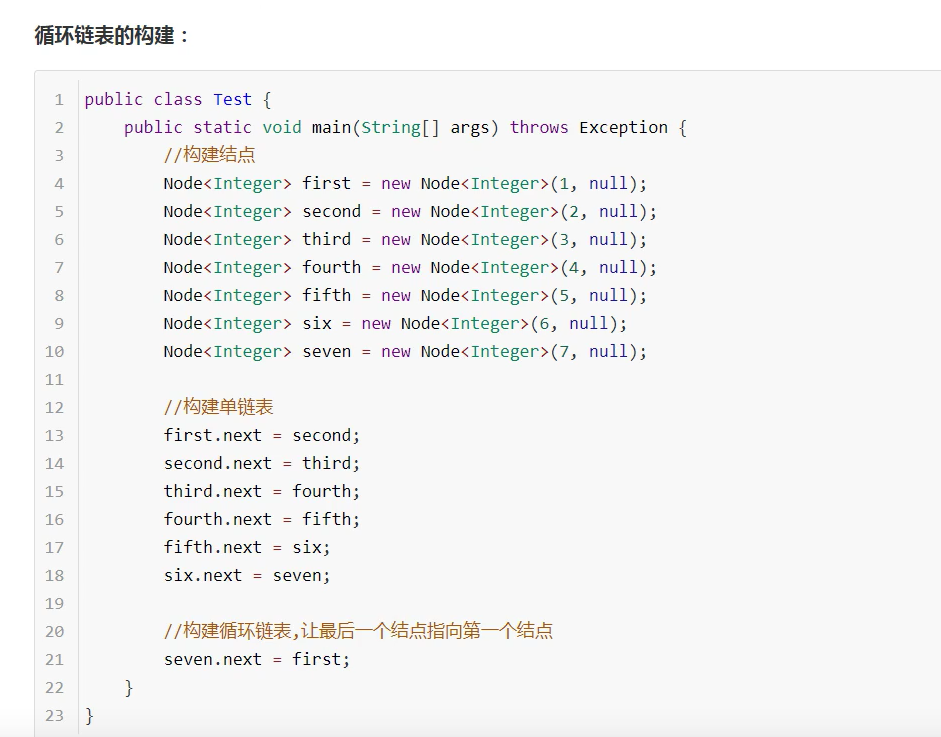 循环链表的构建：
1 public class Test {
2 public static void main(String[] args) throws Exception {
3 //构建结点
4 Node<Integer> first = new Node<Integer>(1, null);
5 Node<Integer> second = new Node<Integer>(2, null);
6 Node<Integer> third = new Node<Integer>(3, null);
7 Node<Integer> fourth = new Node<Integer>(4, null);
8 Node<Integer> fifth = new Node<Integer>(5, null);
9 Node<Integer> six = new Node<Integer>(6, null);
10 Node<Integer> seven = new Node<Integer>(7, null);
11
12 //构建单链表
13 first.next = second;
14 second.next = third;
15 third.next = fourth;
16 fourth.next = fifth;
17 fifth.next = six;
18 six.next = seven;
19
20 //构建循环链表,让最后一个结点指向第一个结点
21 seven.next = first;
22 }
23 }